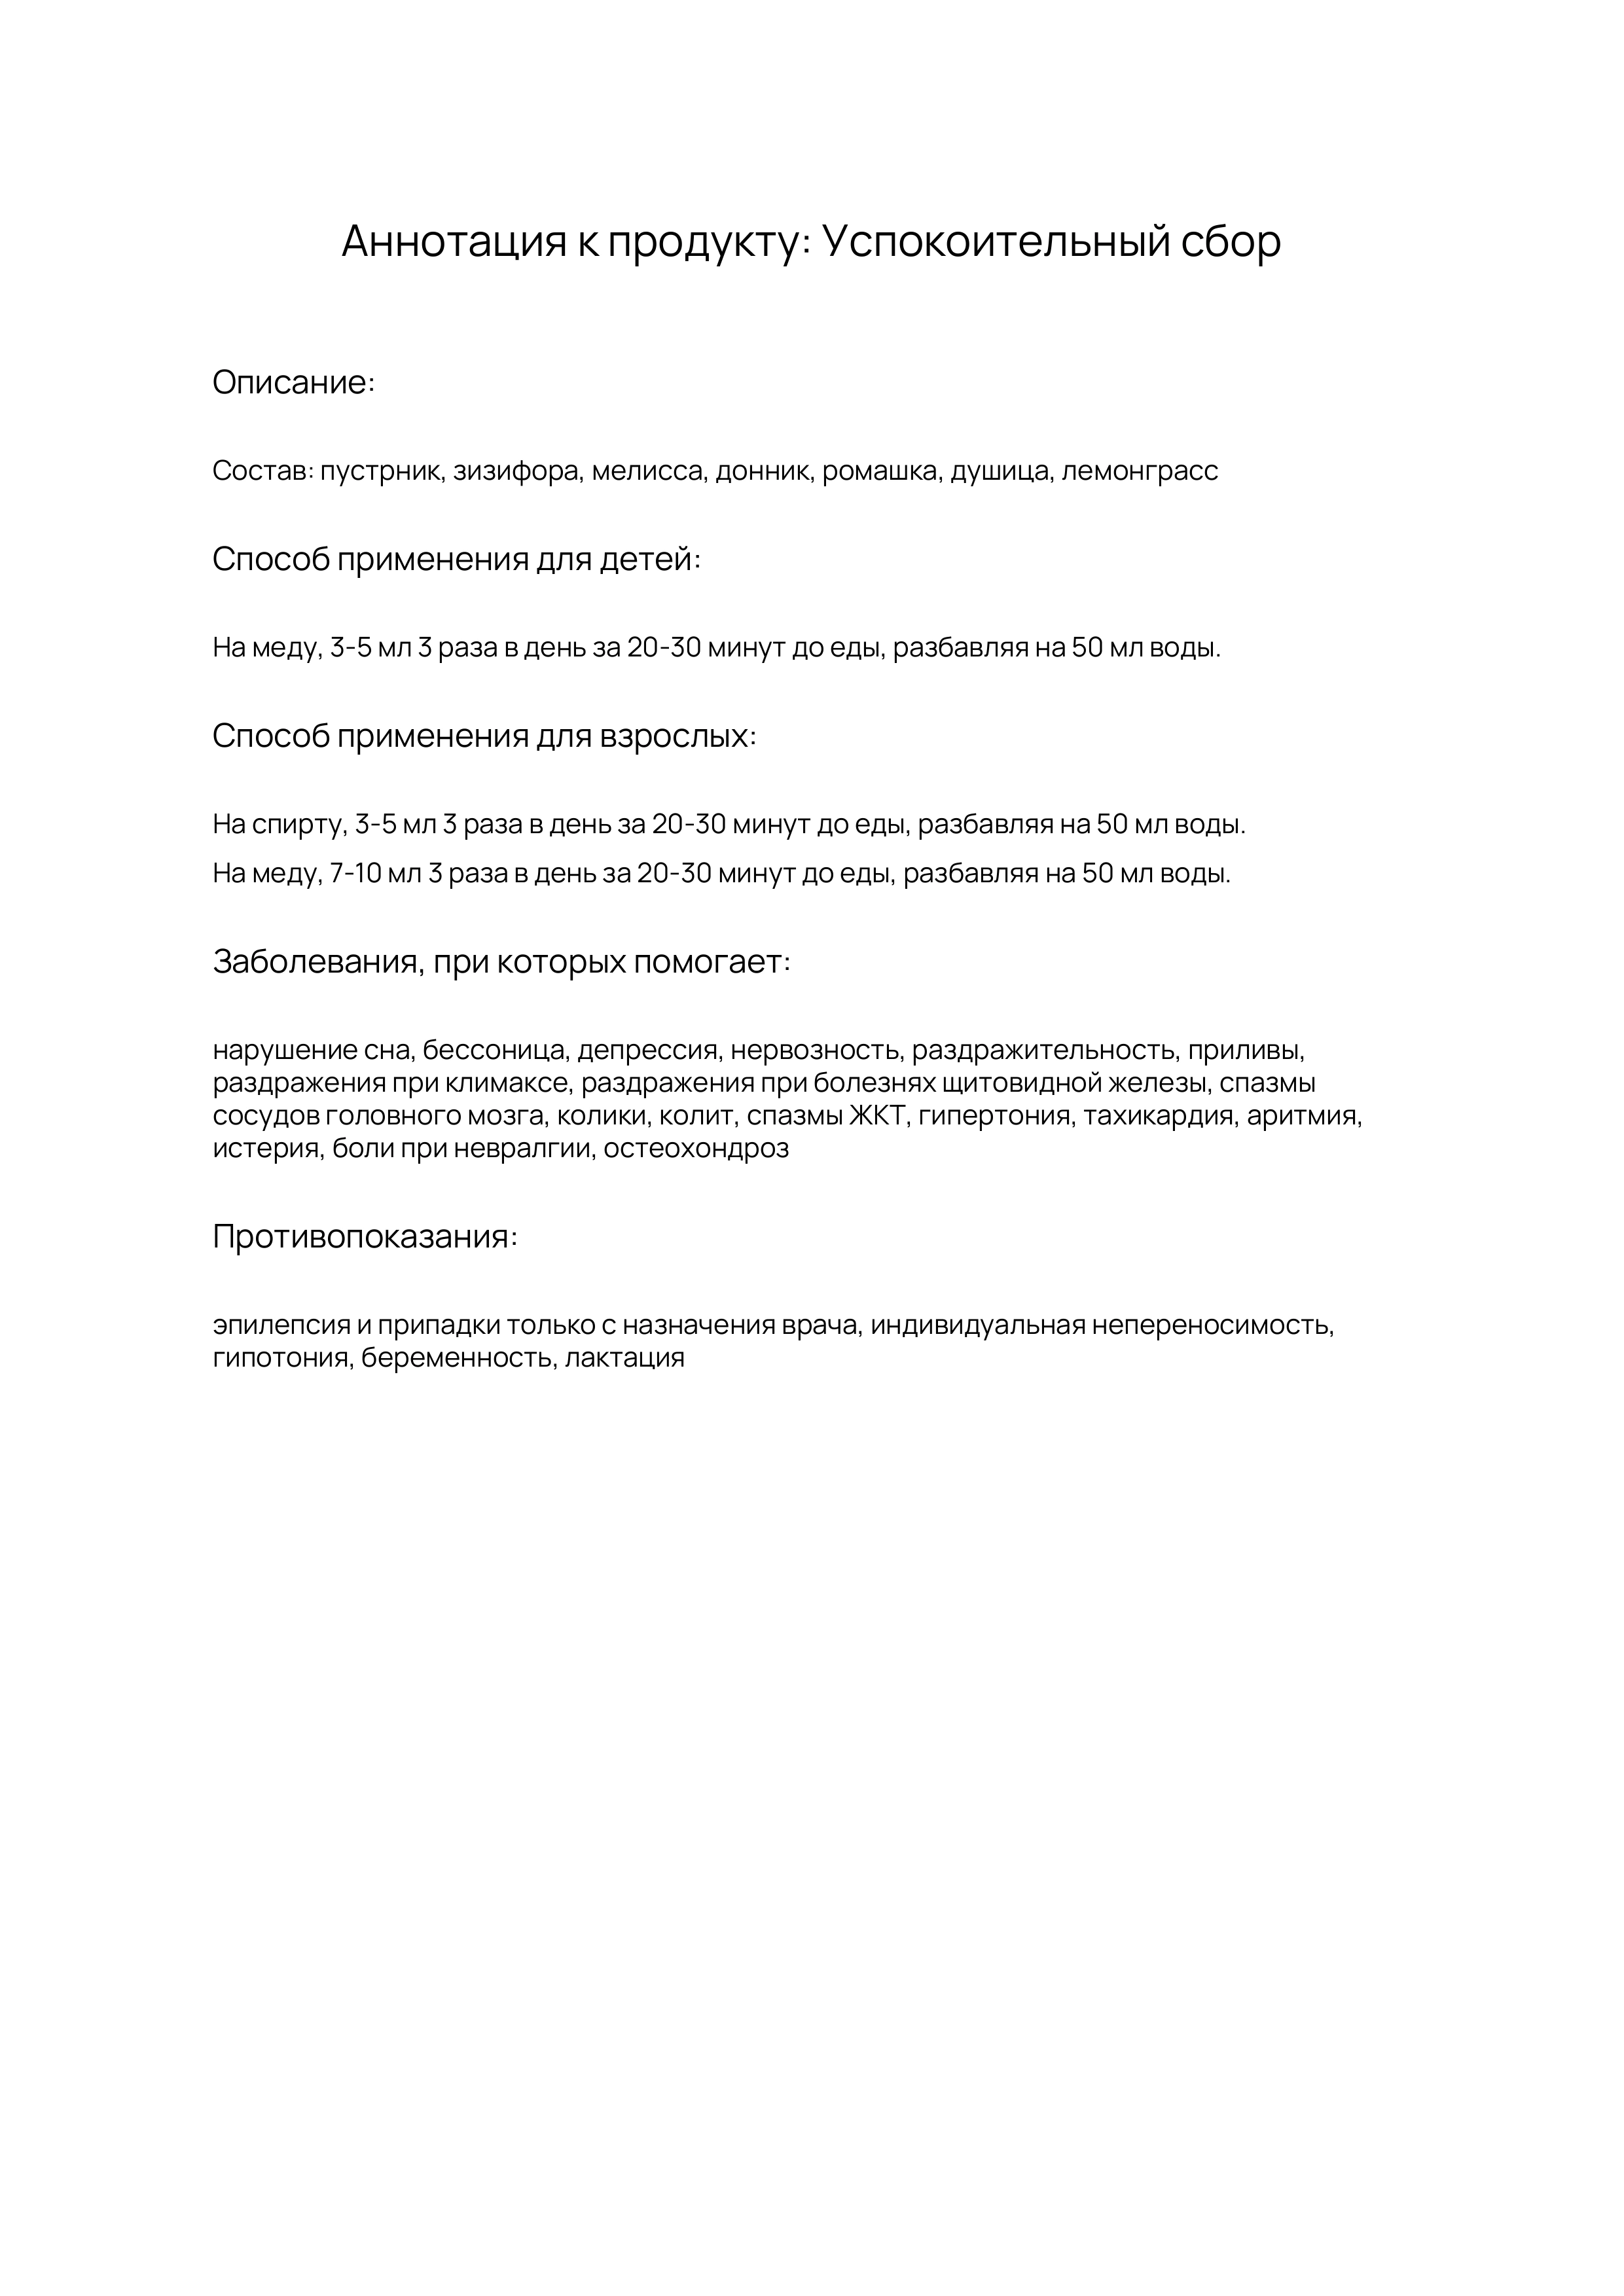 Аннотация к продукту: Успокоительный сбор
Описание:
Состав: пустрник, зизифора, мелисса, донник, ромашка, душица, лемонграсс
Способ применения для детей:
На меду, 3-5 мл 3 раза в день за 20-30 минут до еды, разбавляя на 50 мл воды.
Способ применения для взрослых:
На спирту, 3-5 мл 3 раза в день за 20-30 минут до еды, разбавляя на 50 мл воды.
На меду, 7-10 мл 3 раза в день за 20-30 минут до еды, разбавляя на 50 мл воды.
Заболевания, при которых помогает:
нарушение сна, бессоница, депрессия, нервозность, раздражительность, приливы,
раздражения при климаксе, раздражения при болезнях щитовидной железы, спазмы
сосудов головного мозга, колики, колит, спазмы ЖКТ, гипертония, тахикардия, аритмия,
истерия, боли при невралгии, остеохондроз
Противопоказания:
эпилепсия и припадки только с назначения врача, индивидуальная непереносимость,
гипотония, беременность, лактация